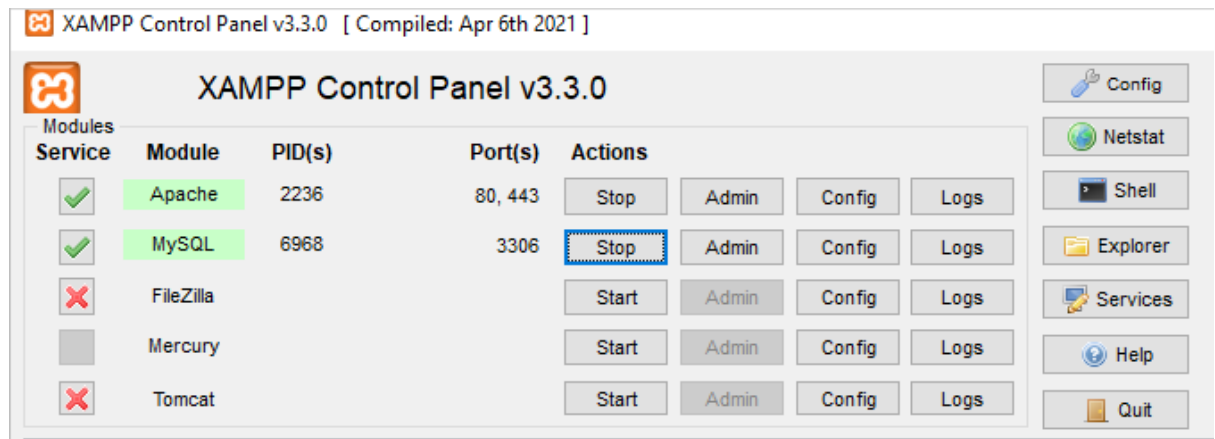 XAMPP Control Panel v3.3.0 [ Compiled: Apr 6th 2021 ]
XAMPP Control Panel v3.3.0
Config
Modules
Netstat
Service Module PID(s) Port(s) Actions
Apache 2236 80, 443 Stop Admin Config Logs
Shell
MySQL 6968 3306 Stop Admin Config Logs
Explorer
FileZilla Start Admin Config Logs
Services
Mercury Start Admin Config Logs
Help
Tomcat Start Admin Config Logs
Quit